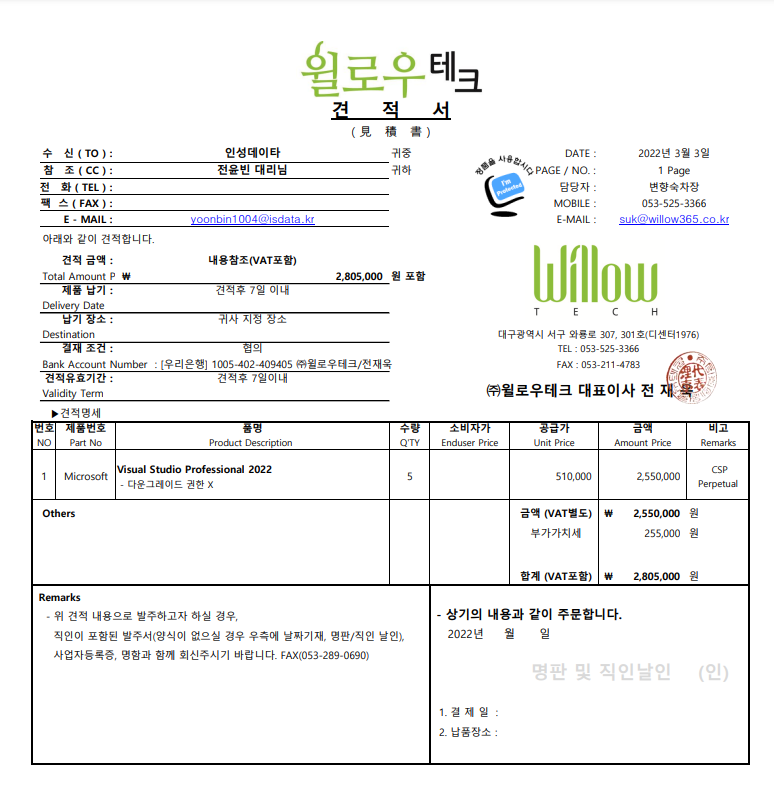 윌로우테크
견 적 서
( 見 積 書 )
수 신 ( TO ) : 인성데이타 귀중
참 조 ( CC ) : 전윤빈 대리님 귀하
전 화 ( TEL ) :
팩 스 ( FAX ) :
E - MAIL : yoonbin1004@isdata.kr
정품을 사용합시다
I'm Protected
DATE : 2022년 3월 3일
PAGE / NO. : 1 Page
담당자 : 변향숙차장
MOBILE : 053-525-3366
E-MAIL : suk@willow365.co.kr
아래와 같이 견적합니다.
견적 금액 : 내용참조(VAT포함)
Total Amount P ₩ 2,805,000 원 포함
제품 납기 : 견적후 7일 이내
Delivery Date
납기 장소 : 귀사 지정 장소
Destination
결재 조건 : 협의
Bank Account Number : [우리은행] 1005-402-409405 ㈜윌로우테크/전재욱
견적유효기간 : 견적후 7일이내
Validity Term
Willow
T E C H
대구광역시 서구 와룡로 307, 301호(디센터1976)
TEL : 053-525-3366
FAX : 053-211-4783
㈜윌로우테크 대표이사 전 재 욱
▶견적명세
번호 제품번호 품명 수량 소비자가 공급가 금액 비고
NO Part No Product Description Q'TY Enduser Price Unit Price Amount Price Remarks
1 Microsoft Visual Studio Professional 2022 5 510,000 2,550,000 CSP
- 다운그레이드 권한 X Perpetual
Others 금액 (VAT별도) ₩ 2,550,000 원
부가가치세 255,000 원
합계 (VAT포함) ₩ 2,805,000 원
Remarks
- 위 견적 내용으로 발주하고자 하실 경우,
직인이 포함된 발주서(양식이 없으실 경우 우측에 날짜기재, 명판/직인 날인),
사업자등록증, 명함과 함께 회신주시기 바랍니다. FAX(053-289-0690)
- 상기의 내용과 같이 주문합니다.
2022년 월 일
명판 및 직인날인 (인)
1. 결 제 일 :
2. 납품장소 :